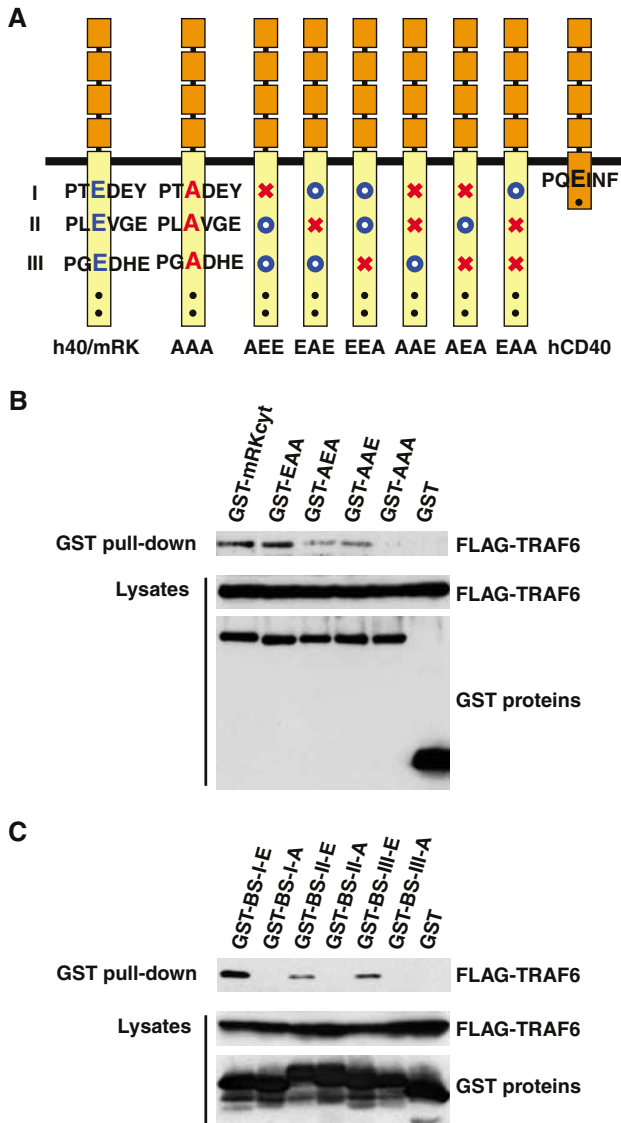 A
I PTEDEY PTADEY PQEINF
II PLEVGE PLAVGE
III PGEDHE PGADHE
h40/mRK AAA AEE EAE EEA AAE AEA EAA hCD40
B
GST-mRKcyt GST-EAA GST-AEA GST-AAE GST-AAA GST
GST pull-down FLAG-TRAF6
Lysates FLAG-TRAF6
GST proteins
C
GST-BS-I-E GST-BS-I-A GST-BS-II-E GST-BS-II-A GST-BS-III-E GST-BS-III-A GST
GST pull-down FLAG-TRAF6
Lysates FLAG-TRAF6
GST proteins